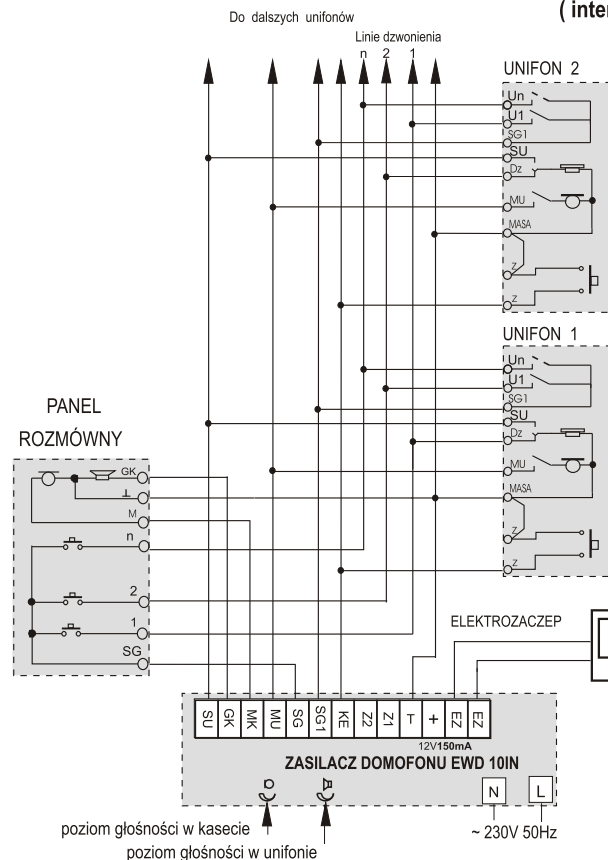 ( inter
Do dalszych unifonów
Linie dzwonienia
n 2 1
UNIFON 2
Un
U1
SG1
SU
Dz
MU
MASA
Z
Z
UNIFON 1
Un
U1
SG1
SU
Dz
MU
MASA
Z
Z
PANEL
ROZMÓWNY
GK
⊥
M
n
2
1
SG
ELEKTROZACZEP
SU GK MK MU SG SG1 KE Z2 Z1 T + EZ EZ
12V150mA
ZASILACZ DOMOFONU EWD 10IN
N L
~ 230V 50Hz
poziom głośności w kasecie
poziom głośności w unifonie